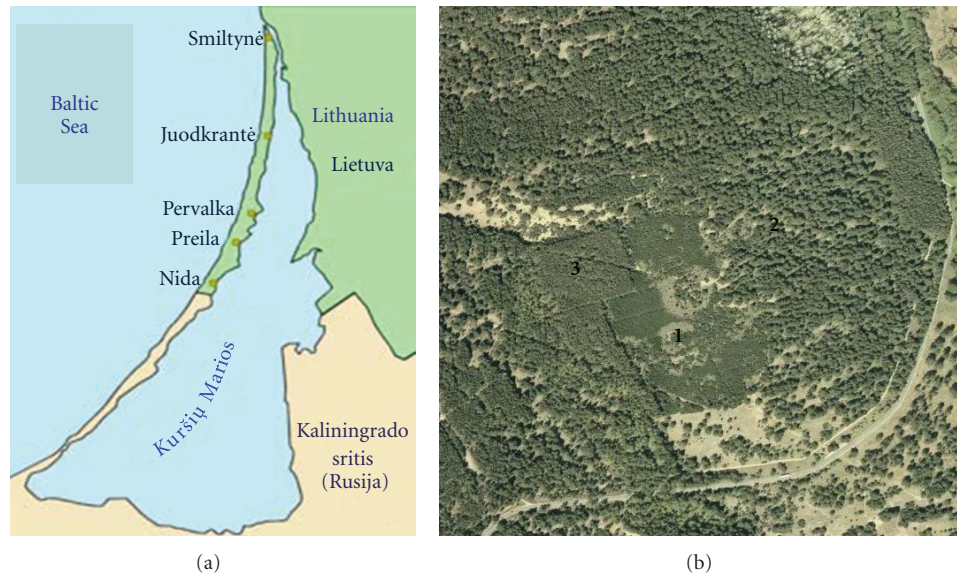 Smiltynė
Baltic
Sea
Lithuania
Juodkrantė
Lietuva
Pervalka
Preila
Nida
Kuršių Marios
Kaliningrado
sritis
(Rusija)
(a)
2
3
1
(b)